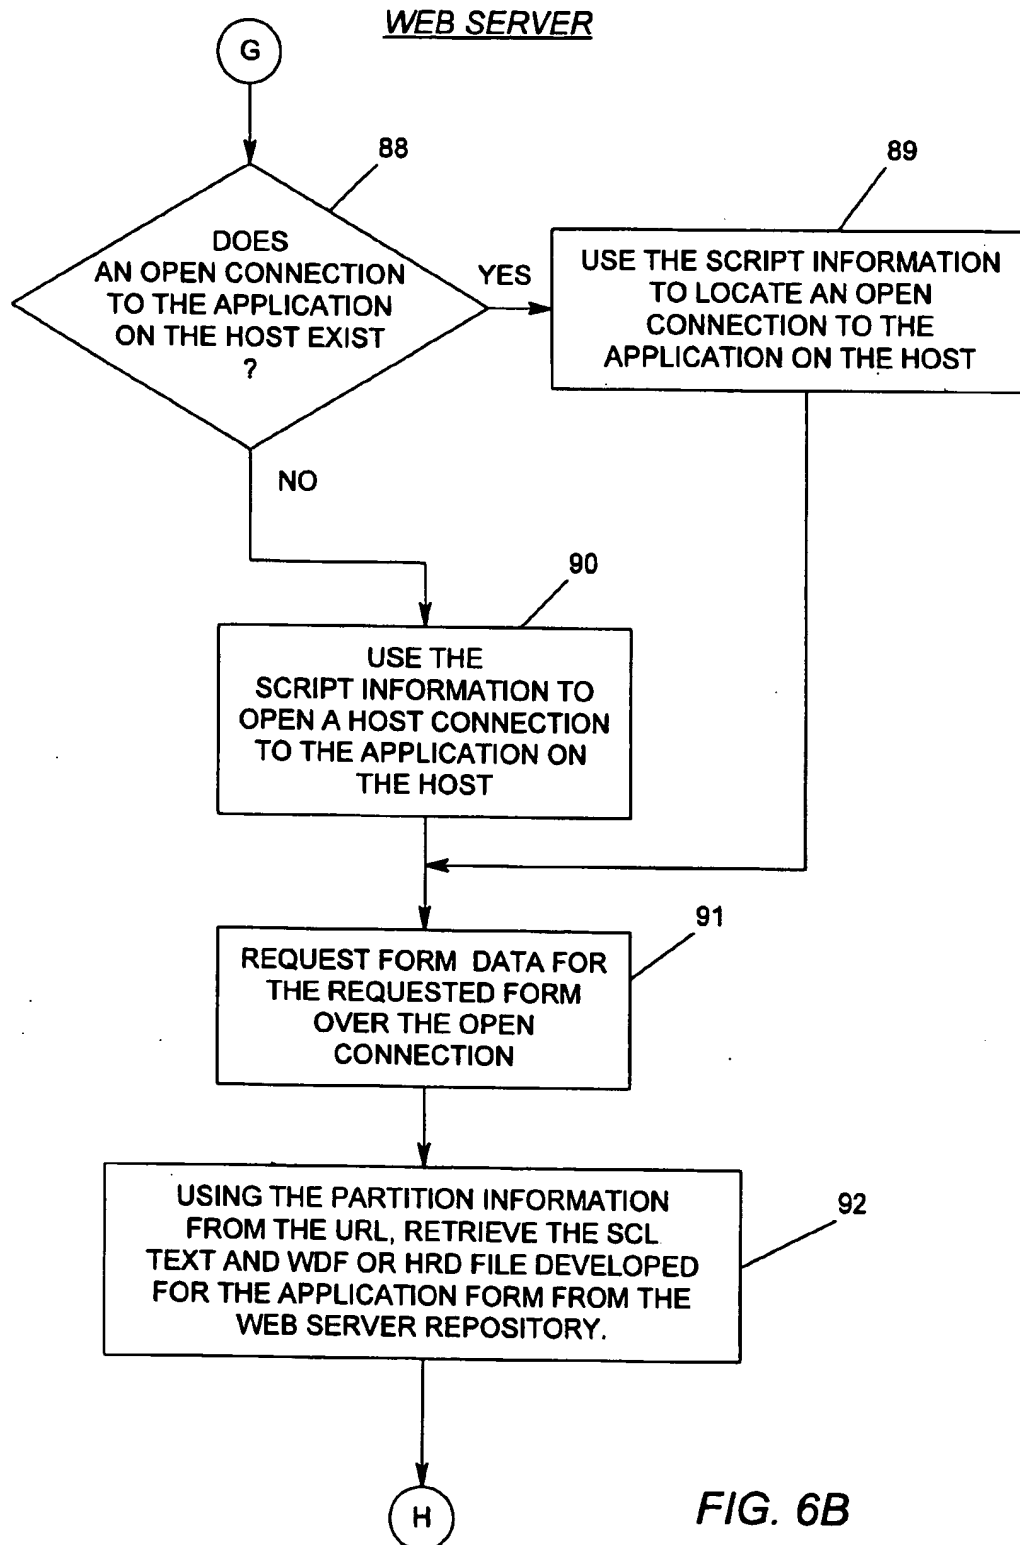 WEB SERVER
G
88
DOES
AN OPEN CONNECTION
TO THE APPLICATION
ON THE HOST EXIST
?
YES
89
USE THE SCRIPT INFORMATION
TO LOCATE AN OPEN
CONNECTION TO THE
APPLICATION ON THE HOST
NO
90
USE THE
SCRIPT INFORMATION TO
OPEN A HOST CONNECTION
TO THE APPLICATION ON
THE HOST
91
REQUEST FORM DATA FOR
THE REQUESTED FORM
OVER THE OPEN
CONNECTION
92
USING THE PARTITION INFORMATION
FROM THE URL, RETRIEVE THE SCL
TEXT AND WDF OR HRD FILE DEVELOPED
FOR THE APPLICATION FORM FROM THE
WEB SERVER REPOSITORY.
H
FIG. 6B